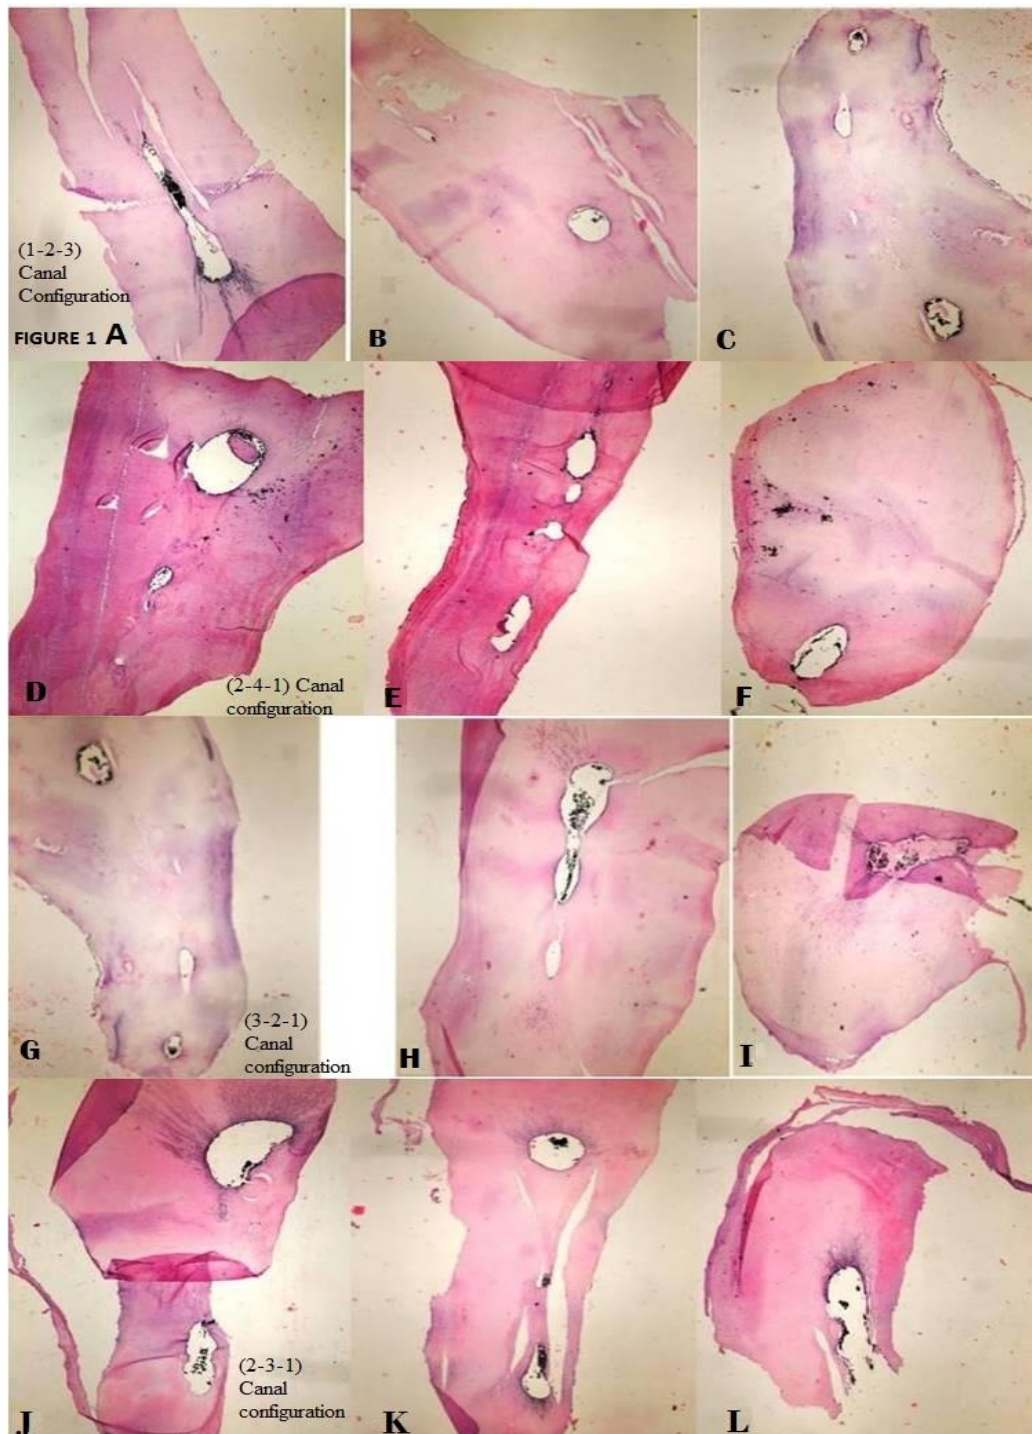 (1-2-3)
Canal
Configuration
FIGURE 1 A
B
C
D
(2-4-1) Canal
configuration
E
F
G
(3-2-1)
Canal
configuration
H
I
J
(2-3-1)
Canal
configuration
K
L